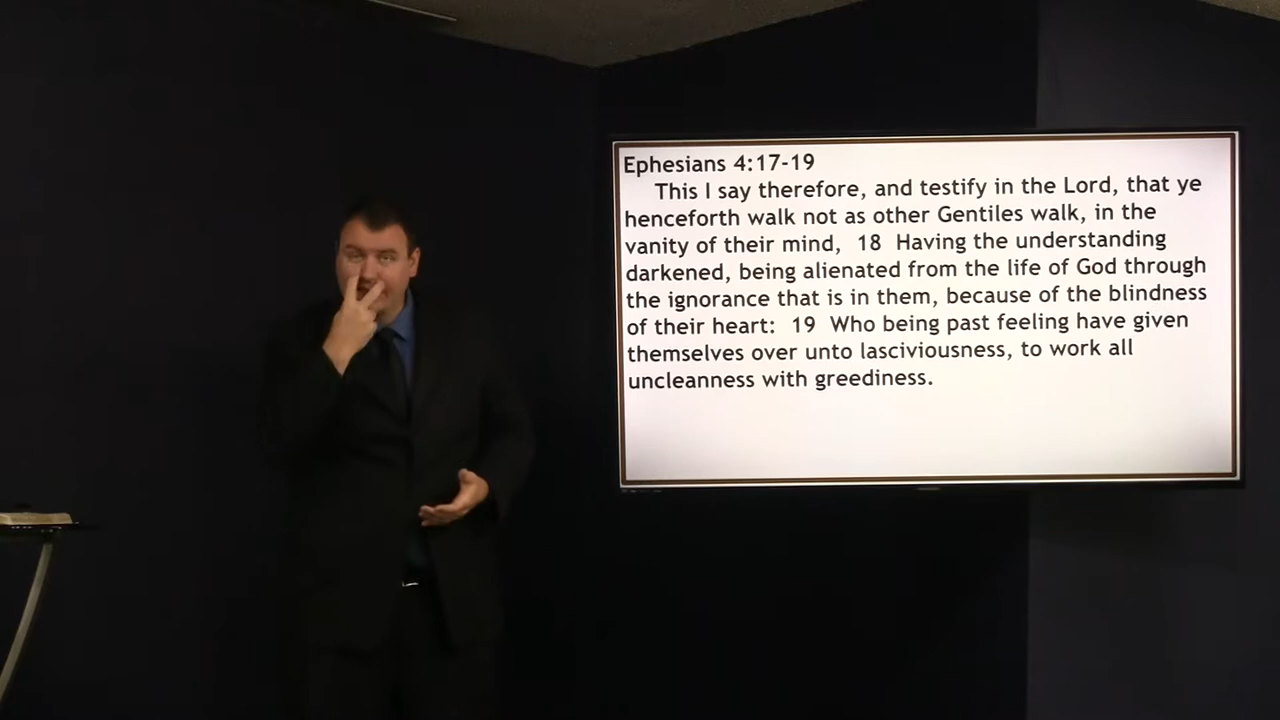 Ephesians 4:17-19
This I say therefore, and testify in the Lord, that ye
henceforth walk not as other Gentiles walk, in the
vanity of their mind,  18  Having the understanding
darkened, being alienated from the life of God through
the ignorance that is in them, because of the blindness
of their heart:  19  Who being past feeling have given
themselves over unto lasciviousness, to work all
uncleanness with greediness.